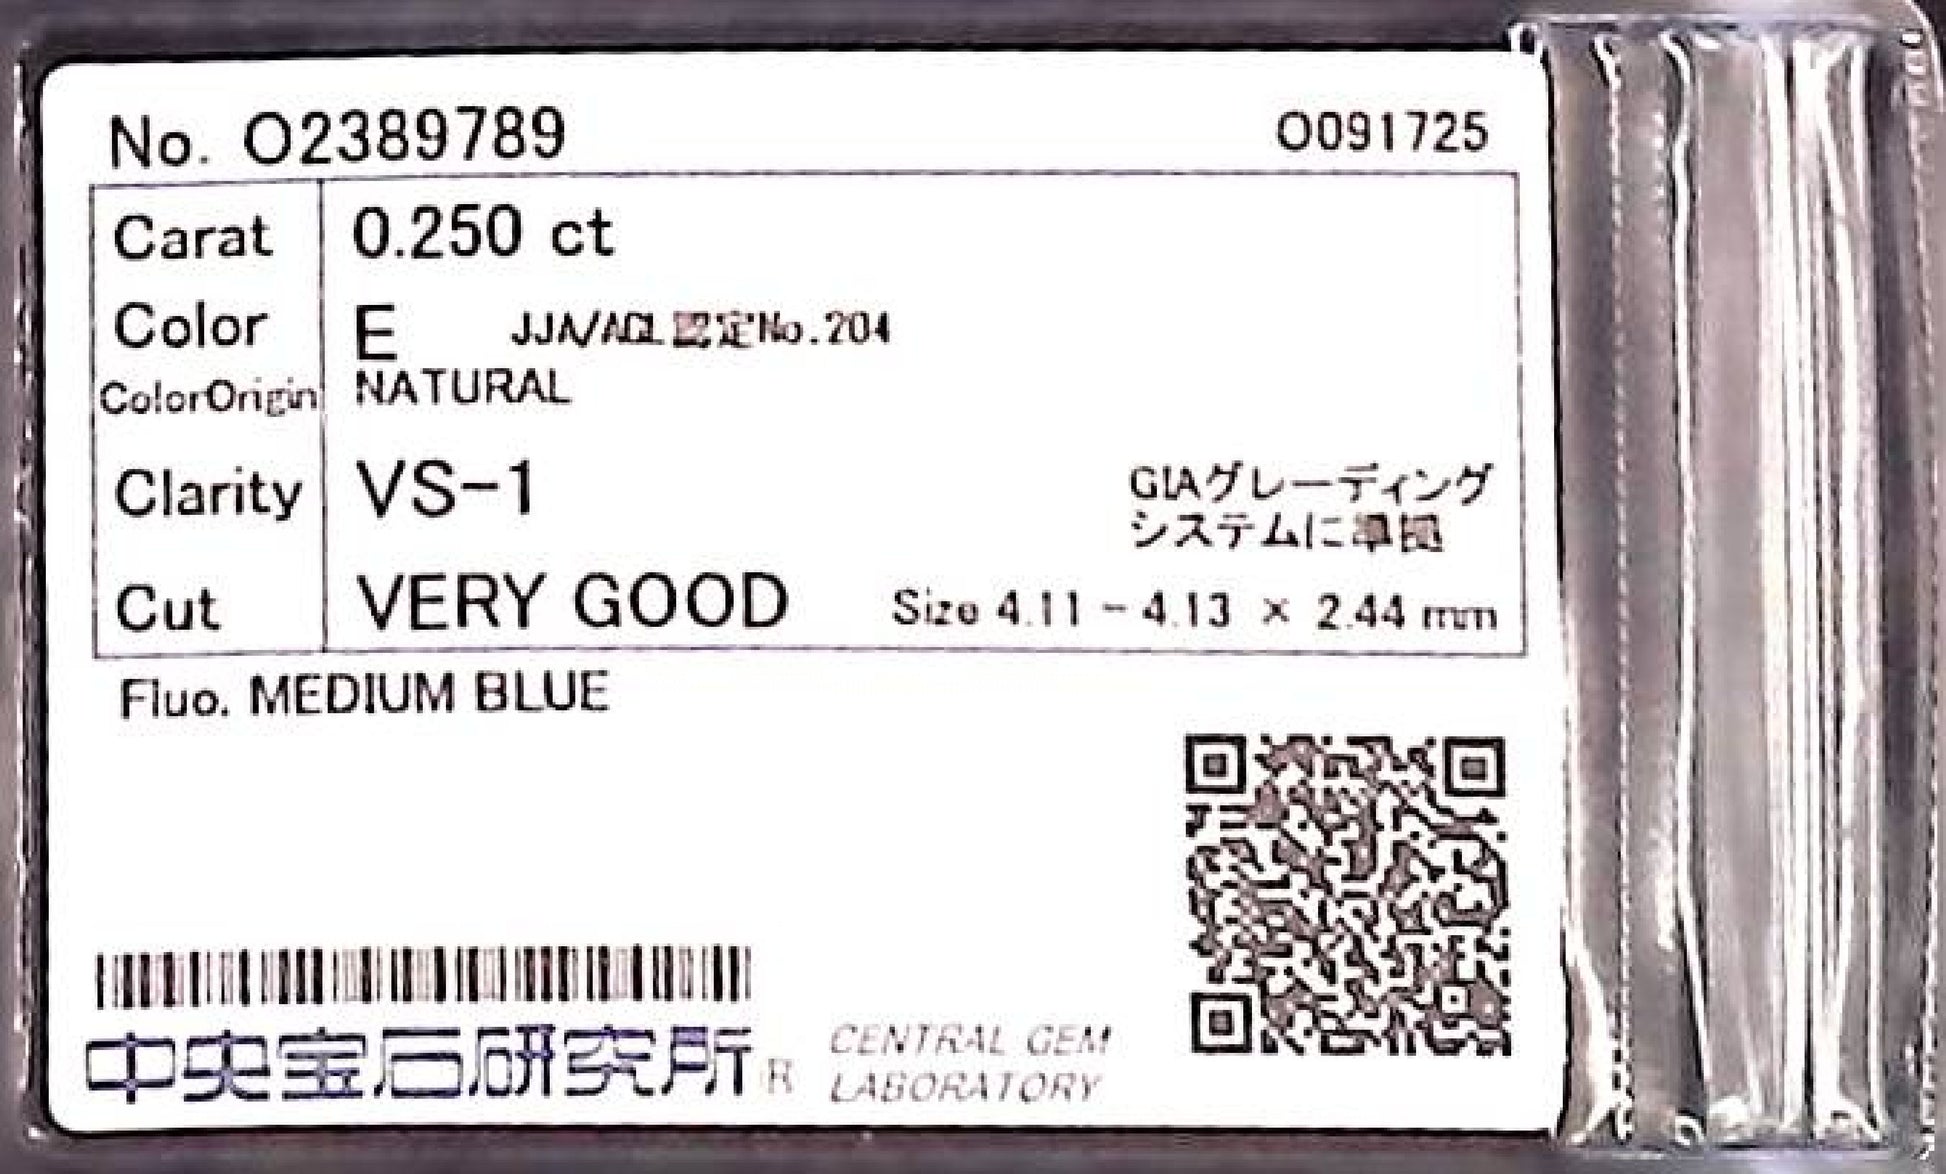 No. O2389789 O091725
Carat 0.250 ct
Color E JJA/AGL認定No.204
ColorOrigin NATURAL
Clarity VS-1 GIAグレーディング
システムに準拠
Cut VERY GOOD Size 4.11 - 4.13 × 2.44 mm
Fluo. MEDIUM BLUE
中央宝石研究所 R CENTRAL GEM
LABORATORY